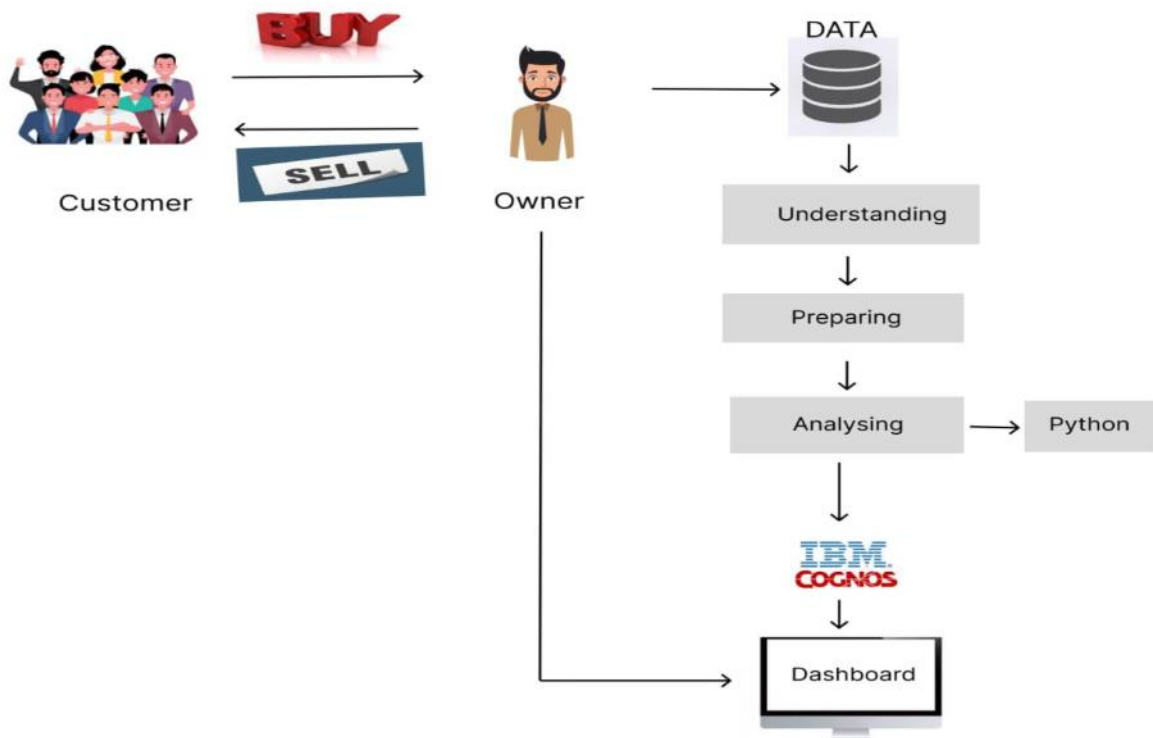 BUY
DATA
SELL
Customer
Owner
Understanding
Preparing
Analysing
Python
IBM.
COGNOS
Dashboard